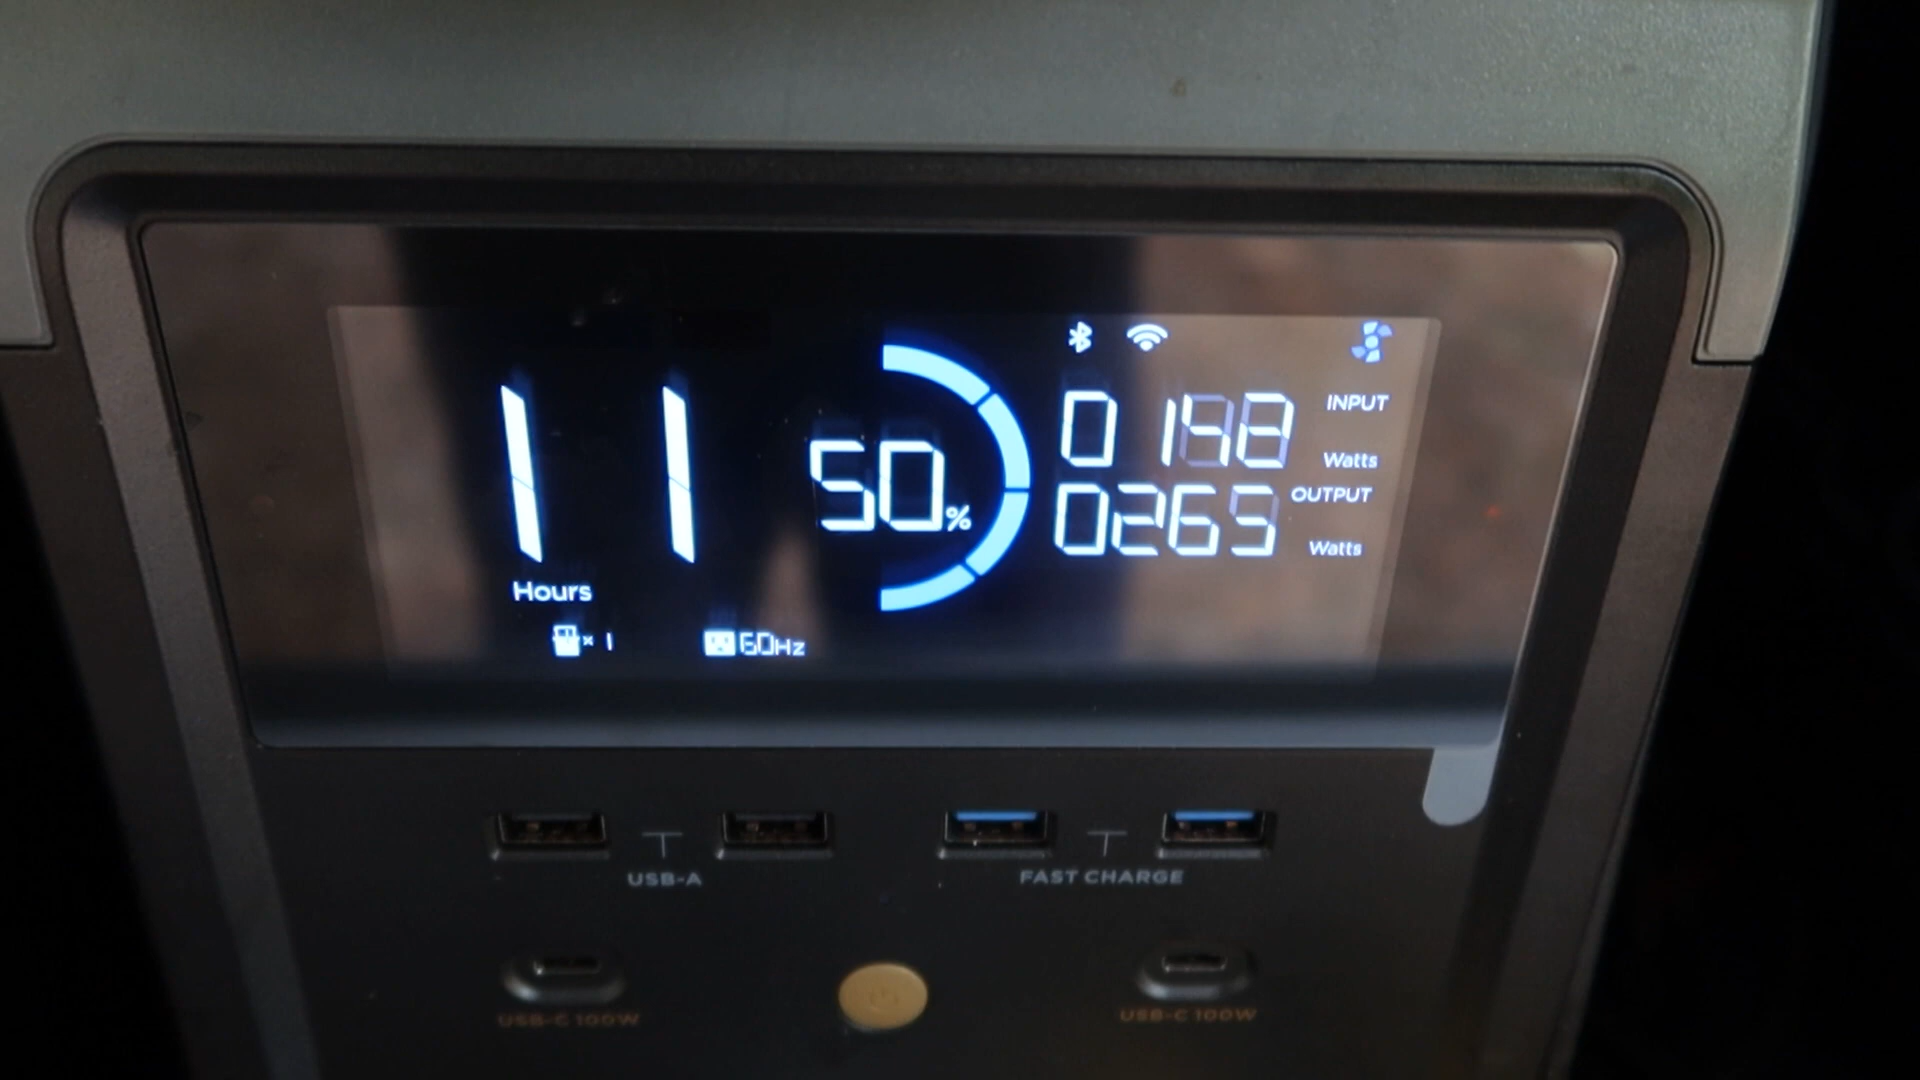 11
Hours
× 1
60Hz
50%
0148
INPUT
Watts
0265
OUTPUT
Watts
USB-A
FAST CHARGE
USB-C 100W
USB-C 100W